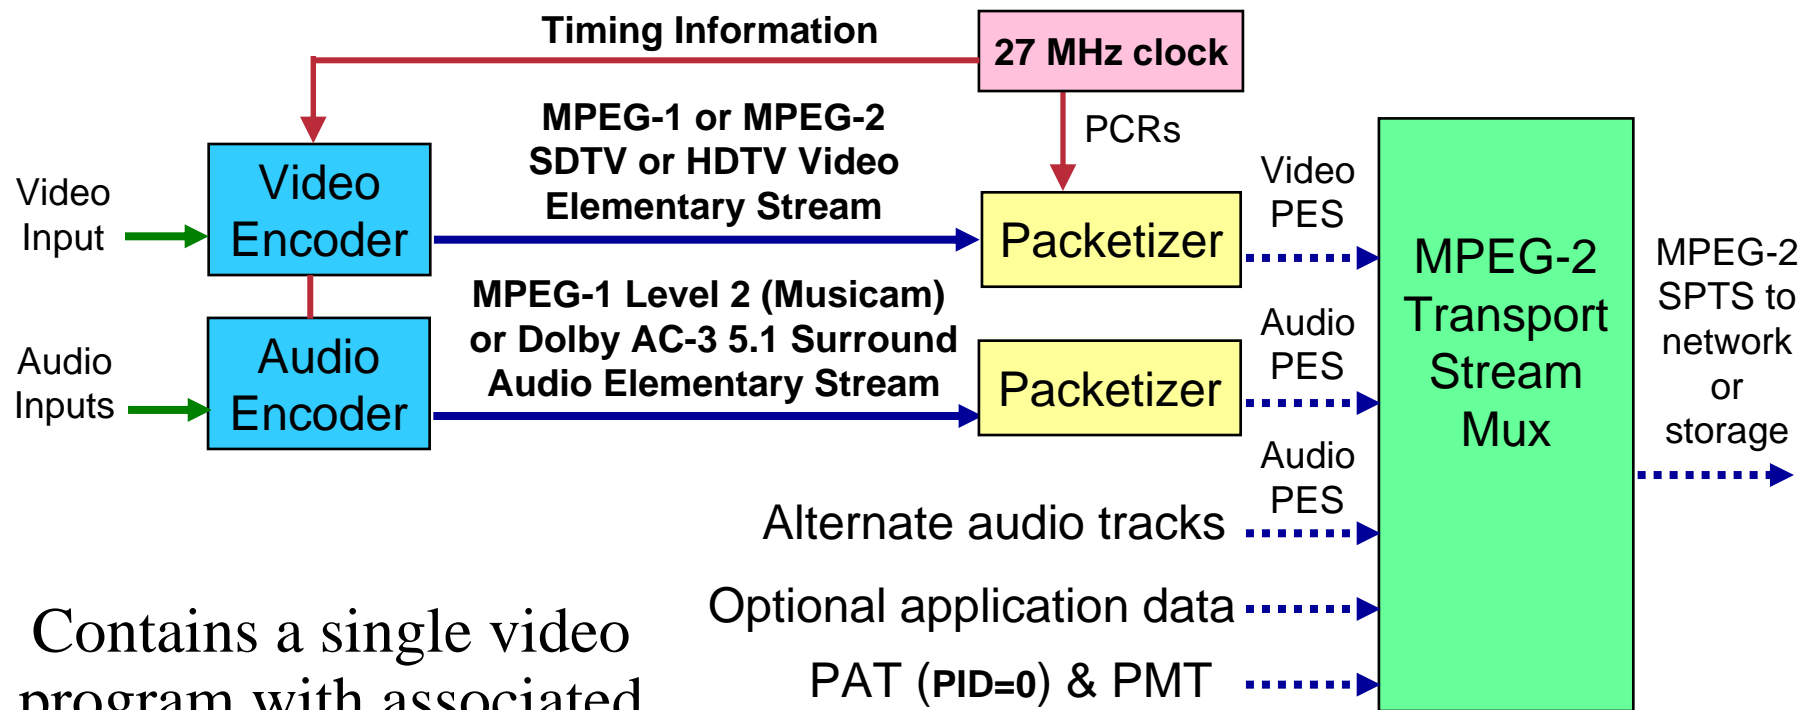 Timing Information
27 MHz clock
PCRs
MPEG-1 or MPEG-2
SDTV or HDTV Video
Elementary Stream
Video
Input
Video
Encoder
Packetizer
Video
PES
MPEG-1 Level 2 (Musicam)
or Dolby AC-3 5.1 Surround
Audio Elementary Stream
Audio
Inputs
Audio
Encoder
Packetizer
Audio
PES
Audio
PES
MPEG-2
Transport
Stream
Mux
MPEG-2
SPTS to
network
or
storage
Alternate audio tracks
Optional application data
PAT (PID=0) & PMT
Contains a single video
program with associated